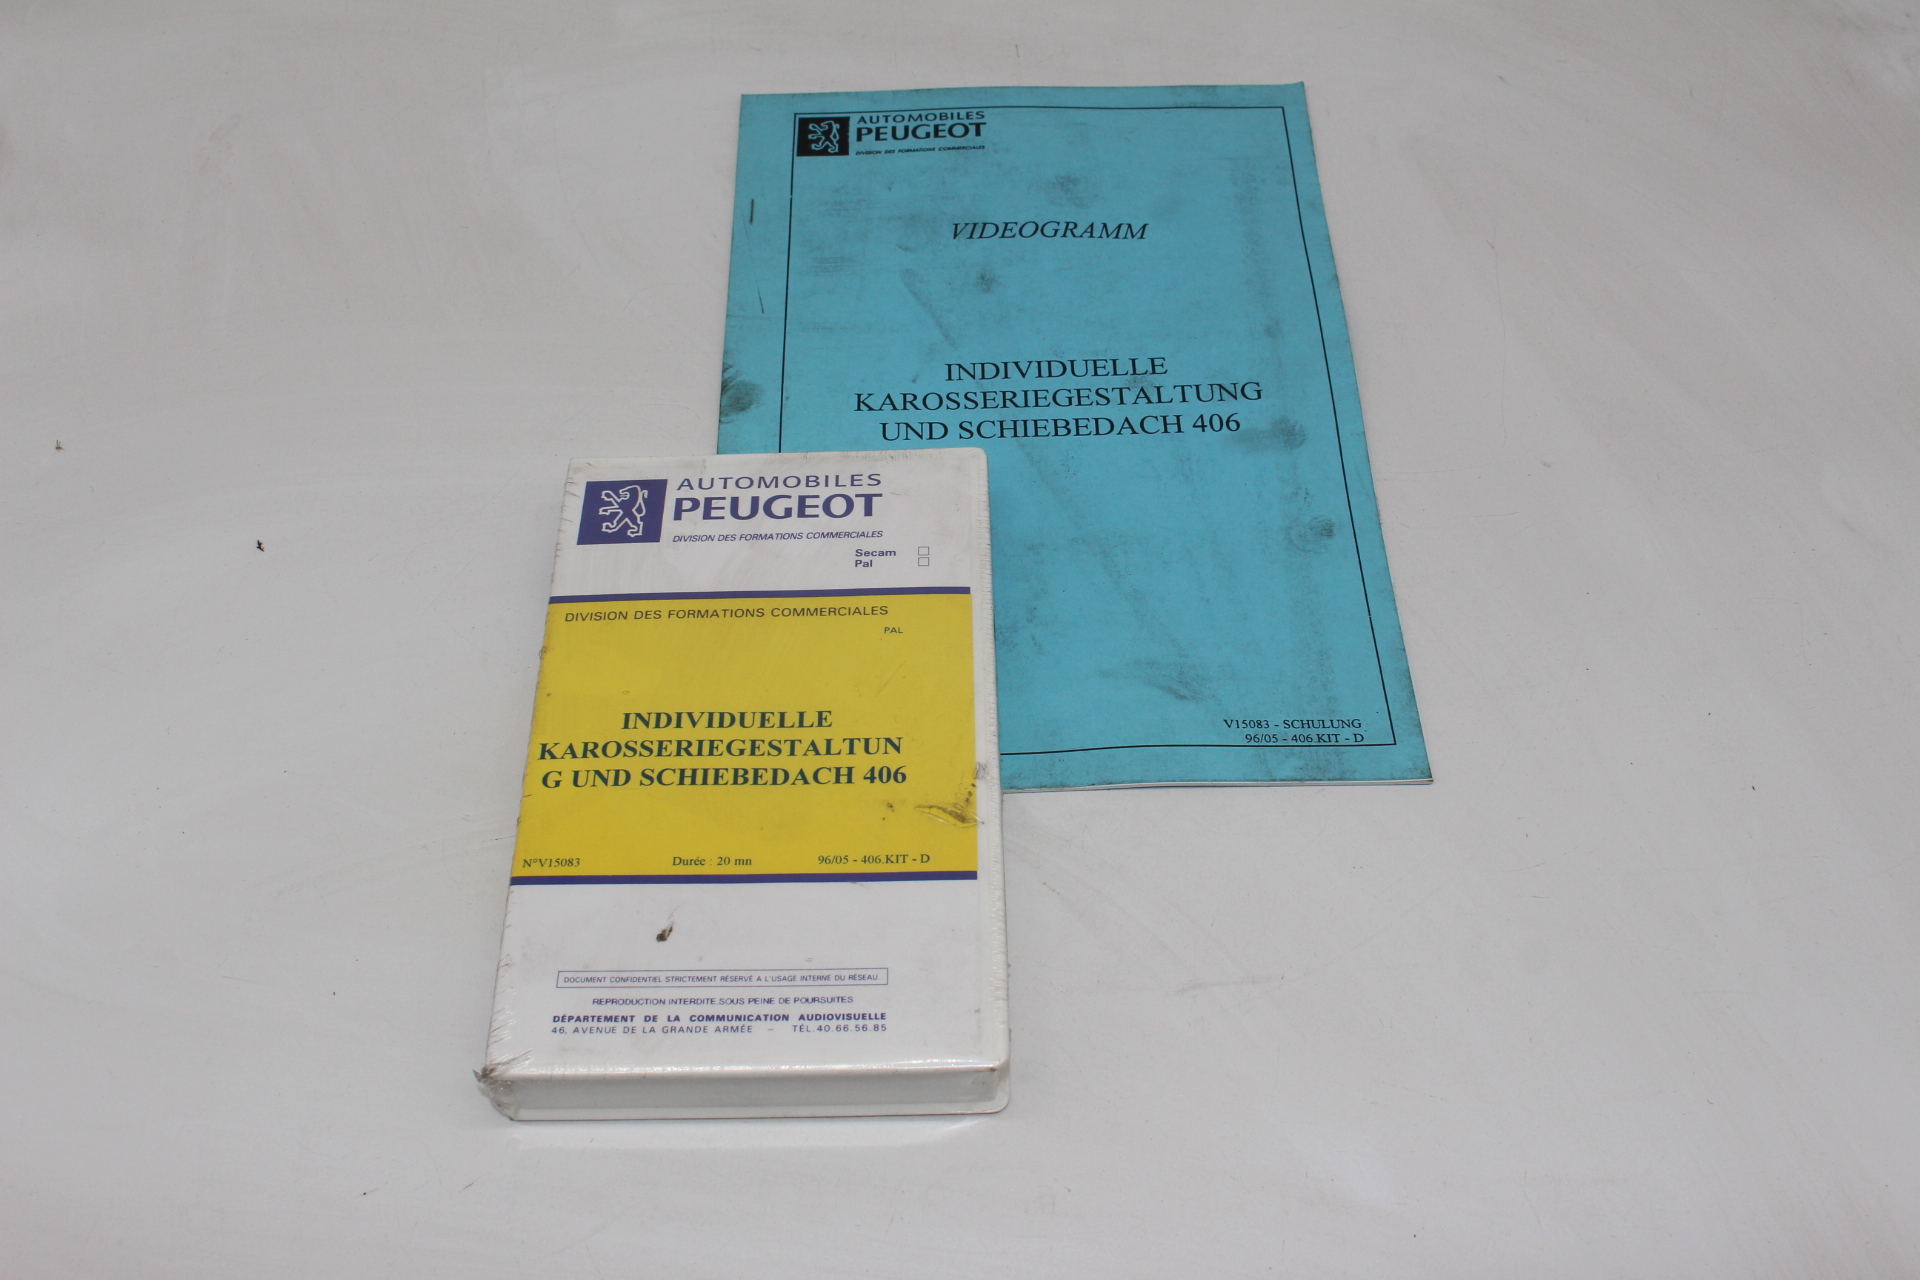 AUTOMOBILES
PEUGEOT
DIVISION DES FORMATIONS COMMERCIALES
VIDEOGRAMM
INDIVIDUELLE
KAROSSERIEGESTALTUNG
UND SCHIEBEDACH 406
V15083 - SCHULUNG
96/05 - 406.KIT - D
AUTOMOBILES
PEUGEOT
DIVISION DES FORMATIONS COMMERCIALES
Secam
Pal
DIVISION DES FORMATIONS COMMERCIALES
PAL
INDIVIDUELLE
KAROSSERIEGESTALTUN
G UND SCHIEBEDACH 406
N°V15083 Durée : 20 mn 96/05 - 406.KIT - D
DOCUMENT CONFIDENTIEL STRICTEMENT RÉSERVÉ A L'USAGE INTERNE DU RÉSEAU.
REPRODUCTION INTERDITE SOUS PEINE DE POURSUITES
DÉPARTEMENT DE LA COMMUNICATION AUDIOVISUELLE
46, AVENUE DE LA GRANDE ARMÉE – TÉL.40.66.56.85